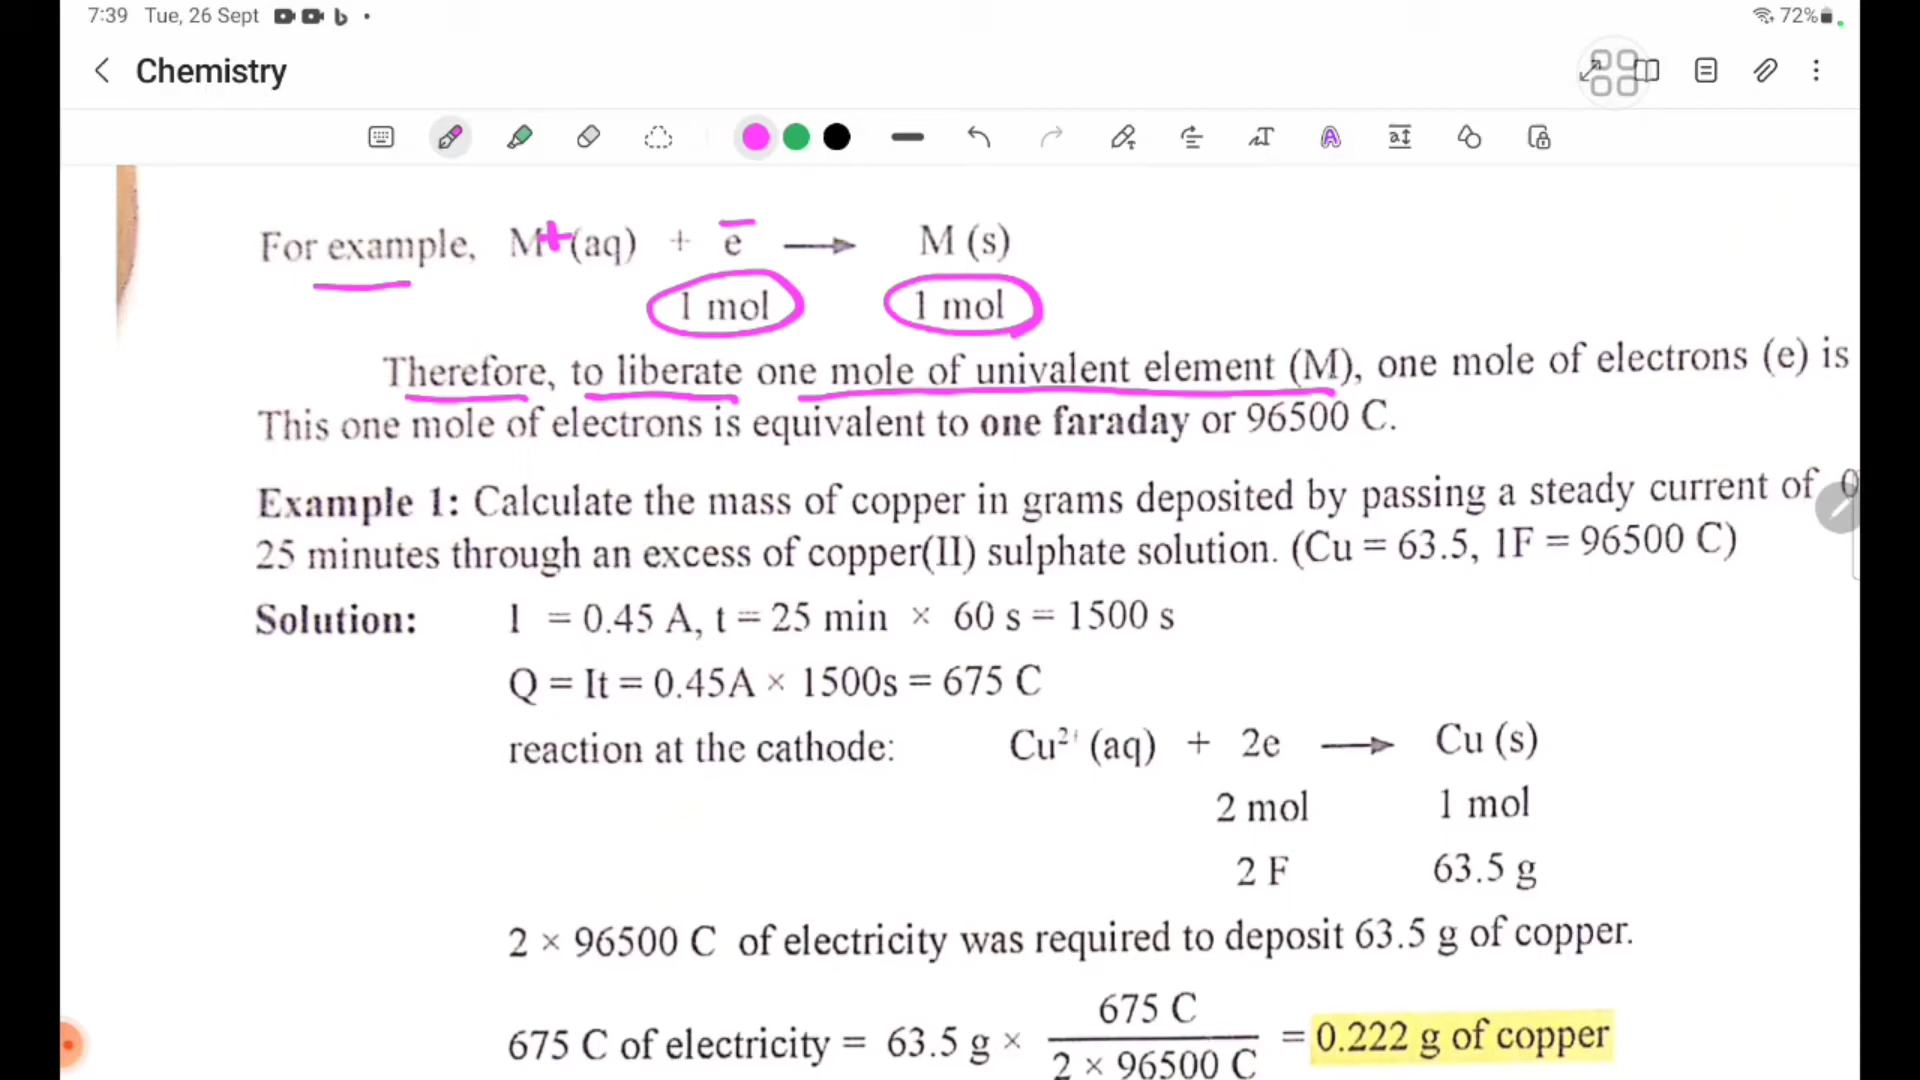 7:39 Tue, 26 Sept 72%
Chemistry
For example, M+(aq) + e̅ ⟶ M (s)
1 mol 1 mol
Therefore, to liberate one mole of univalent element (M), one mole of electrons (e) is
This one mole of electrons is equivalent to one faraday or 96500 C.
Example 1: Calculate the mass of copper in grams deposited by passing a steady current of 0
25 minutes through an excess of copper(II) sulphate solution. (Cu = 63.5, 1F = 96500 C)
Solution: I = 0.45 A, t = 25 min × 60 s = 1500 s
Q = It = 0.45A × 1500s = 675 C
reaction at the cathode: Cu²⁺ (aq) + 2e ⟶ Cu (s)
2 mol 1 mol
2 F 63.5 g
2 × 96500 C of electricity was required to deposit 63.5 g of copper.
675 C
675 C of electricity = 63.5 g × = 0.222 g of copper
2 × 96500 C